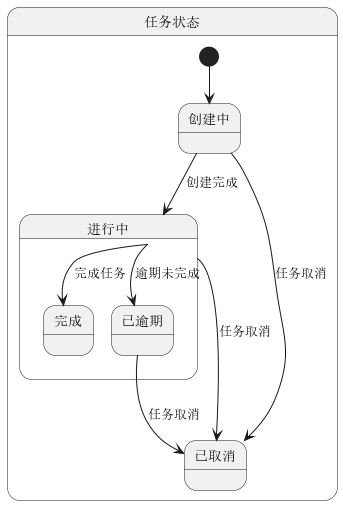 任务状态
创建中
创建完成
进行中
任务取消
完成任务
逾期未完成
完成
已逾期
任务取消
任务取消
已取消